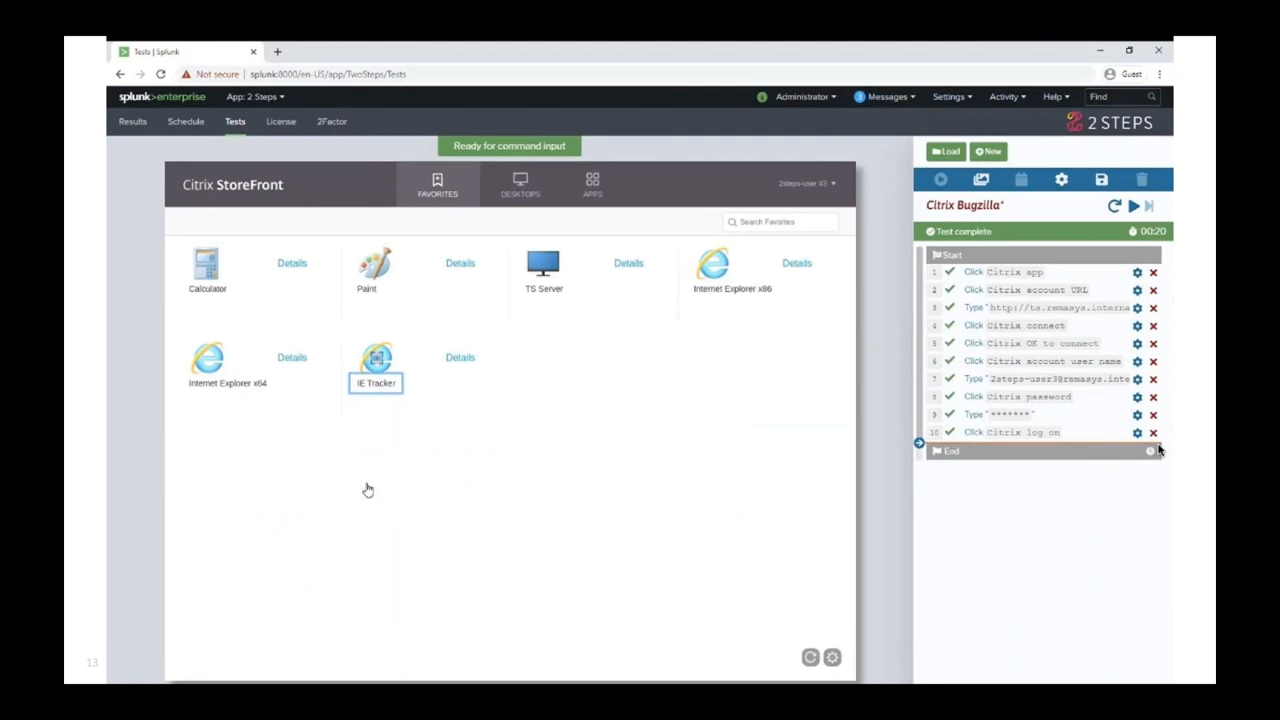 Tests | Splunk
Not secure | splunk:8000/en-US/app/TwoSteps/Tests
Guest
splunk>enterprise App: 2 Steps
Administrator 3 Messages Settings Activity Help Find
Results Schedule Tests License 2Factor
2 STEPS
Ready for command input
Load New
Citrix StoreFront
FAVORITES DESKTOPS APPS
2steps-user #3
Search Favorites
Citrix Bugzilla*
Test complete 00:20
Start
1 Click Citrix app
2 Click Citrix account URL
3 Type "http://ts.remasys.interna
4 Click Citrix connect
5 Click Citrix OK to connect
6 Click Citrix account user name
7 Type "2steps-user3@remasys.inte
8 Click Citrix password
9 Type "*******"
10 Click Citrix log on
End
Details Details Details Details
Calculator Paint TS Server Internet Explorer x86
Details Details
Internet Explorer x64 IE Tracker
13